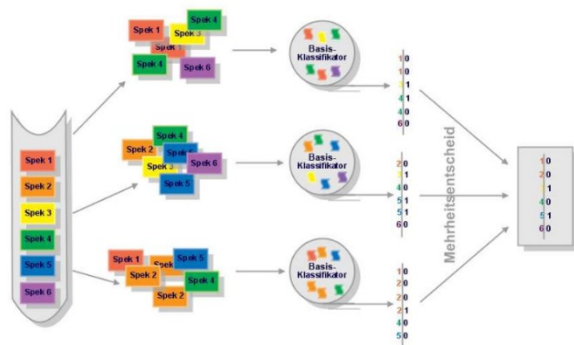 Spek 1
Spek 2
Spek 3
Spek 4
Spek 5
Spek 6
Spek 4
Spek 1
Spek 3
Spek 4
Spek 6
Spek 4
Spek 2
Spek 5
Spek 3
Spek 6
Spek 5
Spek 1
Spek 5
Spek 2
Spek 4
Spek 2
Basis-
Klassifikator
Basis-
Klassifikator
Basis-
Klassifikator
1 0
1 0
3 1
4 1
4 0
6 0
2 0
3 1
4 0
5 1
5 1
6 0
1 0
2 0
2 0
2 1
4 0
5 0
Mehrheitsentscheid
1 0
2 0
3 1
4 0
5 1
6 0